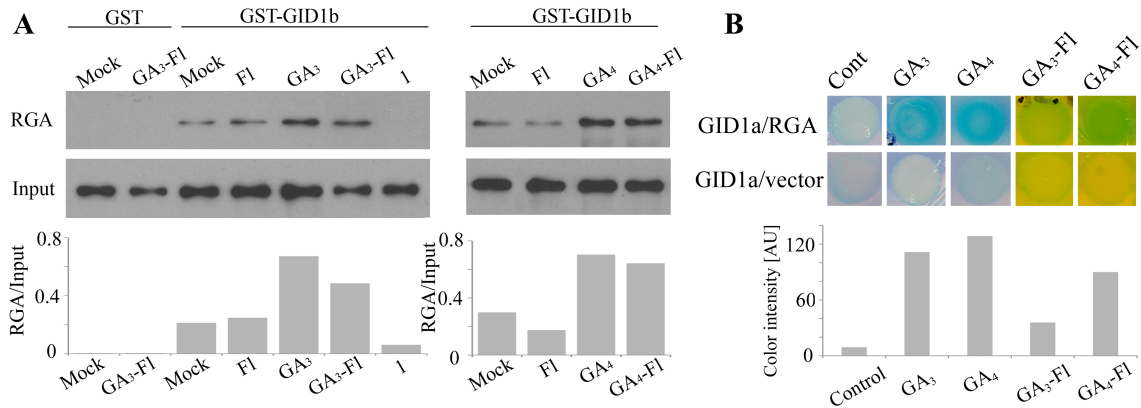 A
GST GST-GID1b GST-GID1b
Mock GA₃-Fl Mock Fl GA₃ GA₃-Fl 1 Mock Fl GA₄ GA₄-Fl
RGA
Input
RGA/Input
0.8
0.4
0
Mock GA₃-Fl Mock Fl GA₃ GA₃-Fl 1
RGA/Input
0.8
0.4
0
Mock Fl GA₄ GA₄-Fl
B
Cont GA₃ GA₄ GA₃-Fl GA₄-Fl
GID1a/RGA
GID1a/vector
Color intensity [AU]
120
60
0
Control GA₃ GA₄ GA₃-Fl GA₄-Fl